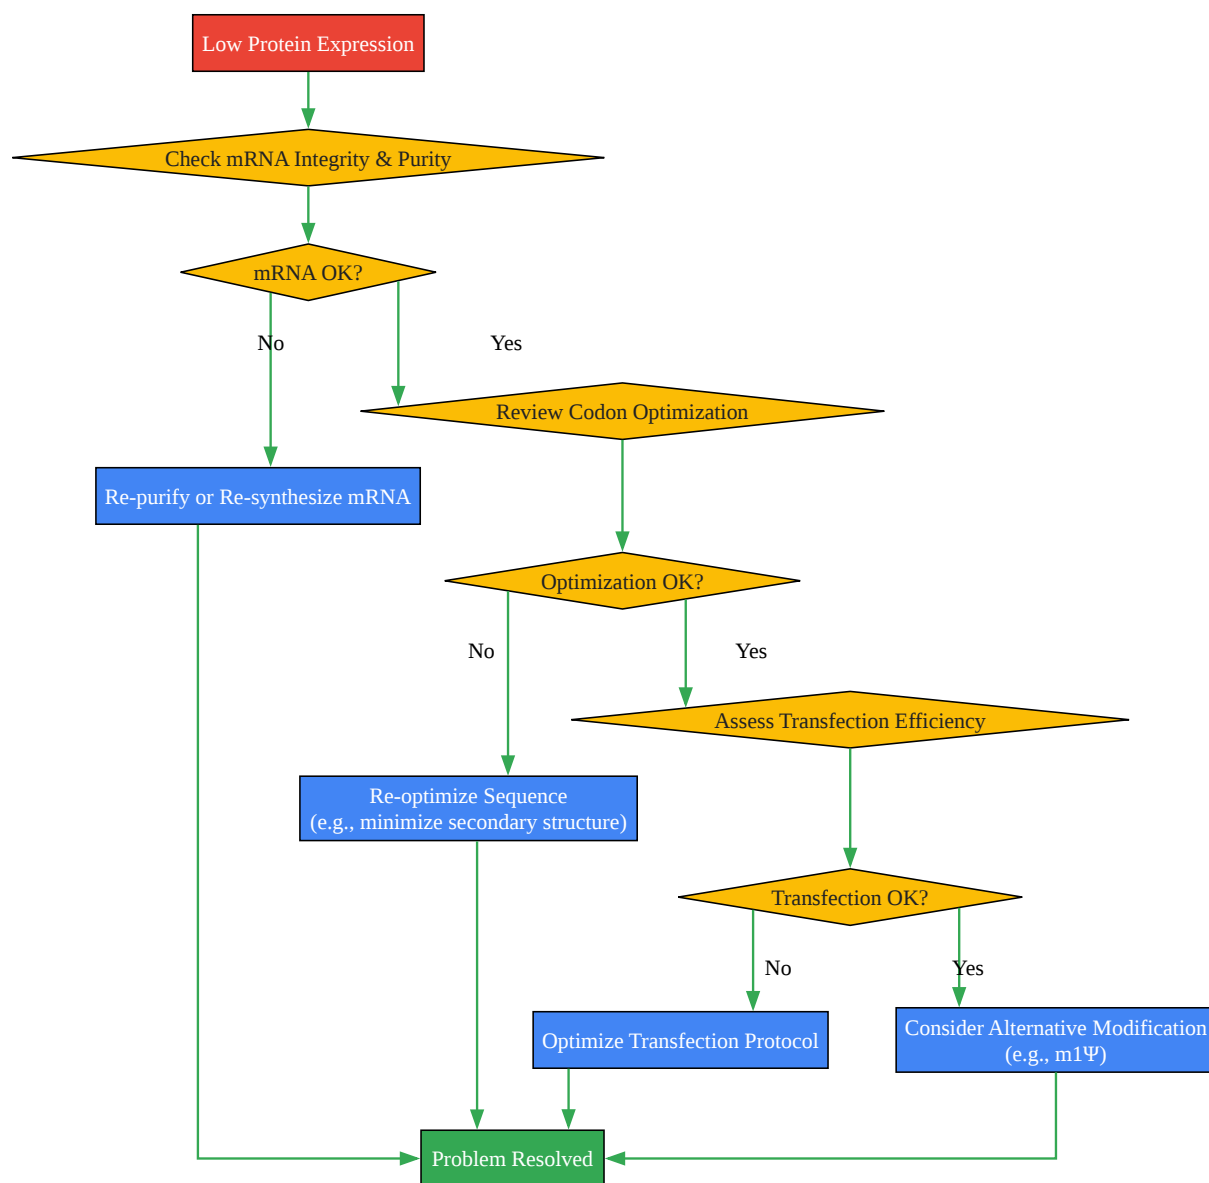 Low Protein Expression
Check mRNA Integrity & Purity
mRNA OK?
No
Yes
Review Codon Optimization
Re-purify or Re-synthesize mRNA
Optimization OK?
No
Yes
Assess Transfection Efficiency
Re-optimize Sequence
(e.g., minimize secondary structure)
Transfection OK?
No
Yes
Consider Alternative Modification
(e.g., m1Ψ)
Optimize Transfection Protocol
Problem Resolved